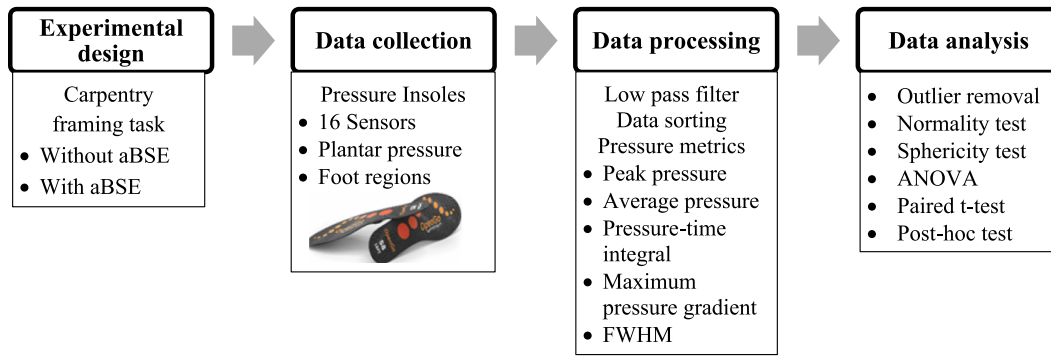 Experimental
design
Carpentry
framing task
• Without aBSE
• With aBSE
Data collection
Pressure Insoles
• 16 Sensors
• Plantar pressure
• Foot regions
OpenGo
OpenGo
Data processing
Low pass filter
Data sorting
Pressure metrics
• Peak pressure
• Average pressure
• Pressure-time
integral
• Maximum
pressure gradient
• FWHM
Data analysis
• Outlier removal
• Normality test
• Sphericity test
• ANOVA
• Paired t-test
• Post-hoc test